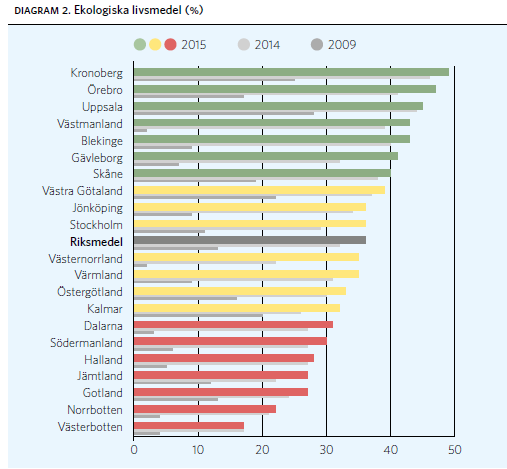 DIAGRAM 2. Ekologiska livsmedel (%)
2015 2014 2009
Kronoberg
Örebro
Uppsala
Västmanland
Blekinge
Gävleborg
Skåne
Västra Götaland
Jönköping
Stockholm
Riksmedel
Västernorrland
Värmland
Östergötland
Kalmar
Dalarna
Södermanland
Halland
Jämtland
Gotland
Norrbotten
Västerbotten
0 10 20 30 40 50